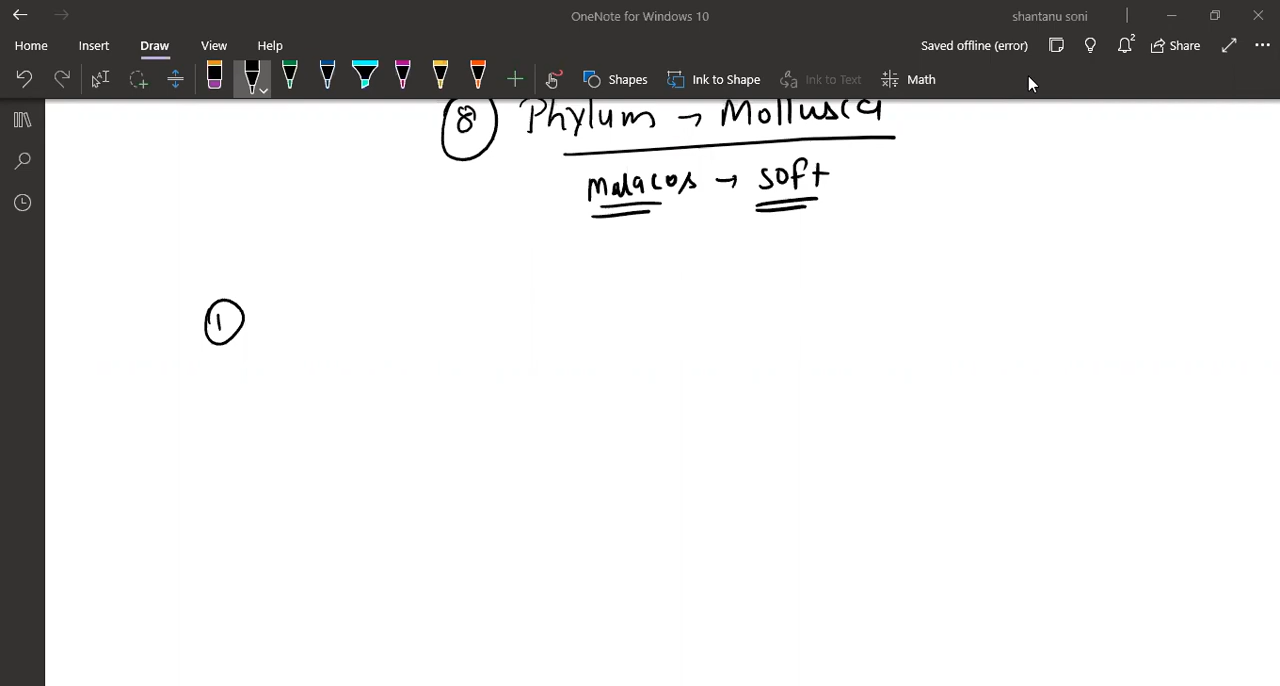 OneNote for Windows 10
shantanu soni
Home Insert Draw View Help
Saved offline (error) 2 Share
Shapes Ink to Shape Ink to Text Math
8 Phylum → Mollusca
malacos → soft
1